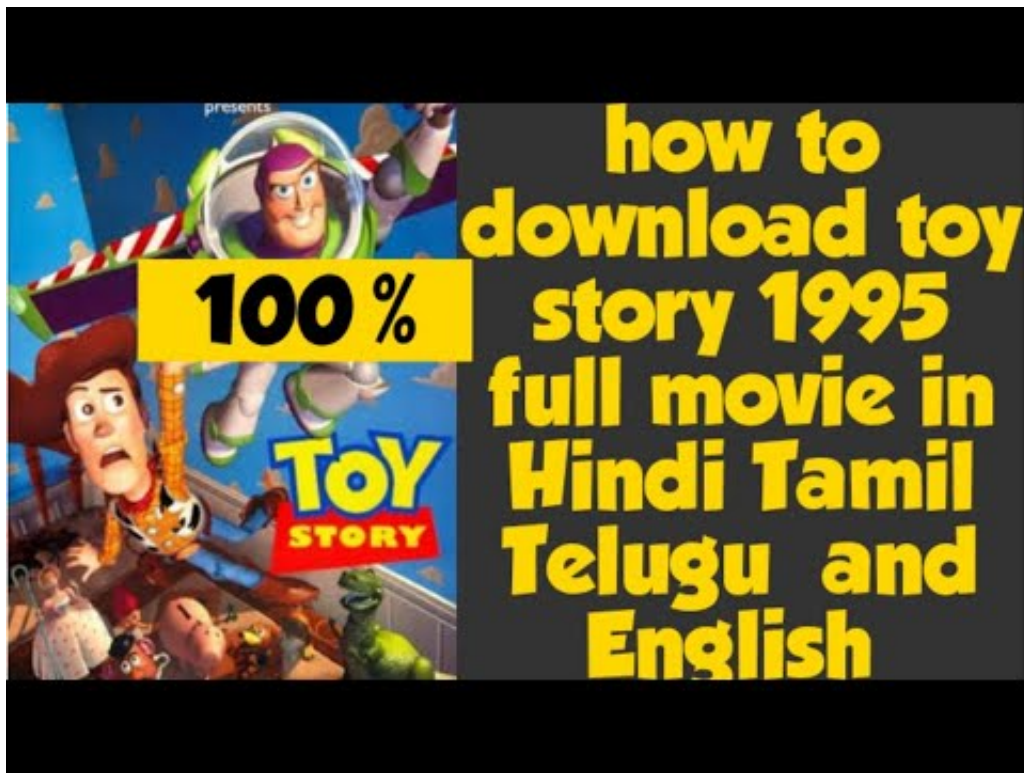 presents
100 %
TOY
STORY
how to
download toy
story 1995
full movie in
Hindi Tamil
Telugu and
English